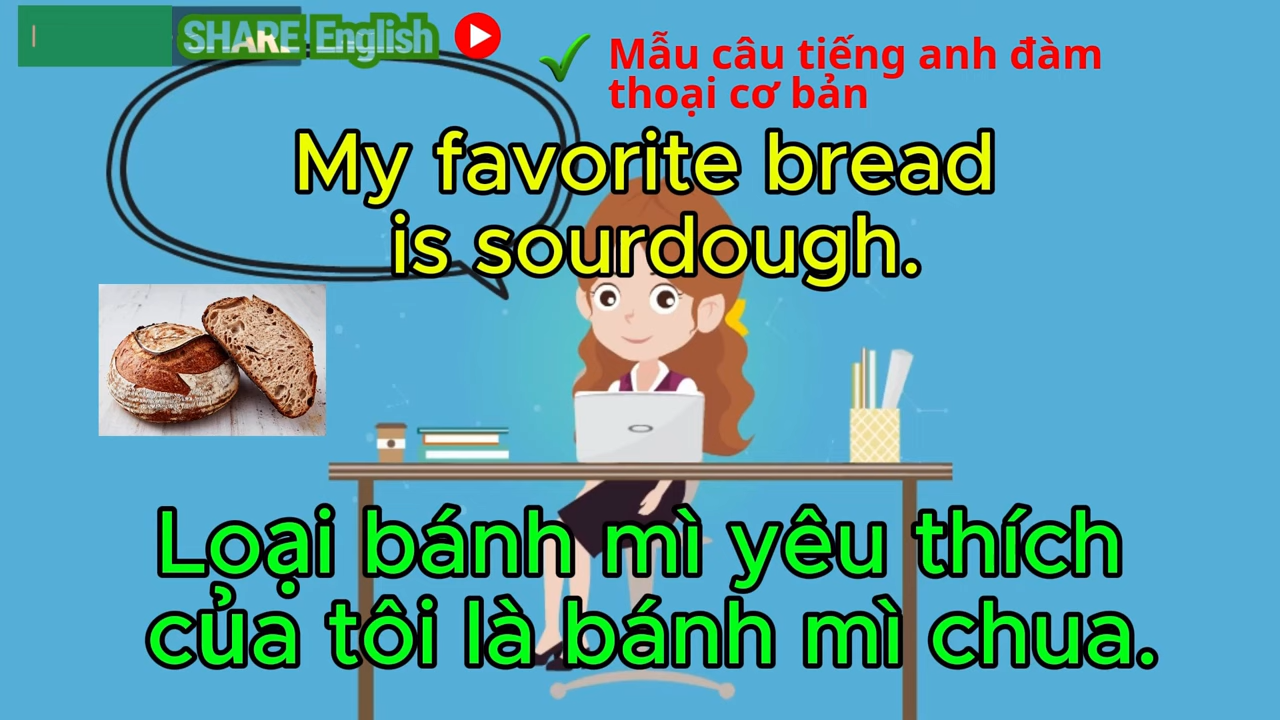 SHARE English
Mẫu câu tiếng anh đàm
thoại cơ bản
My favorite bread
is sourdough.
Loại bánh mì yêu thích
của tôi là bánh mì chua.